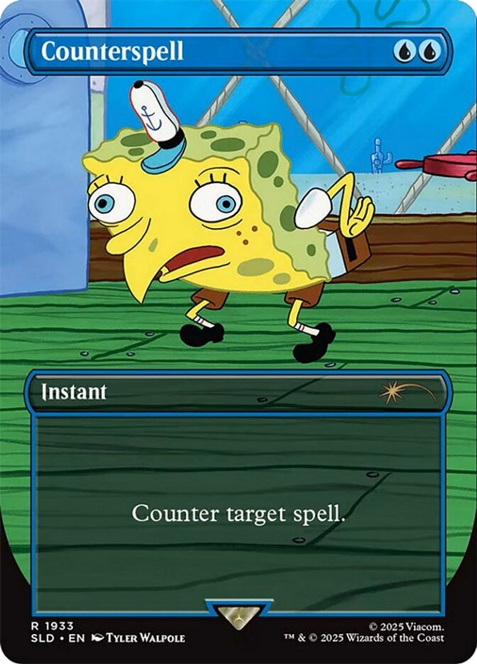 Counterspell
Instant
Counter target spell.
R 1933
SLD • EN Tyler Walpole
© 2025 Viacom.
™ & © 2025 Wizards of the Coast